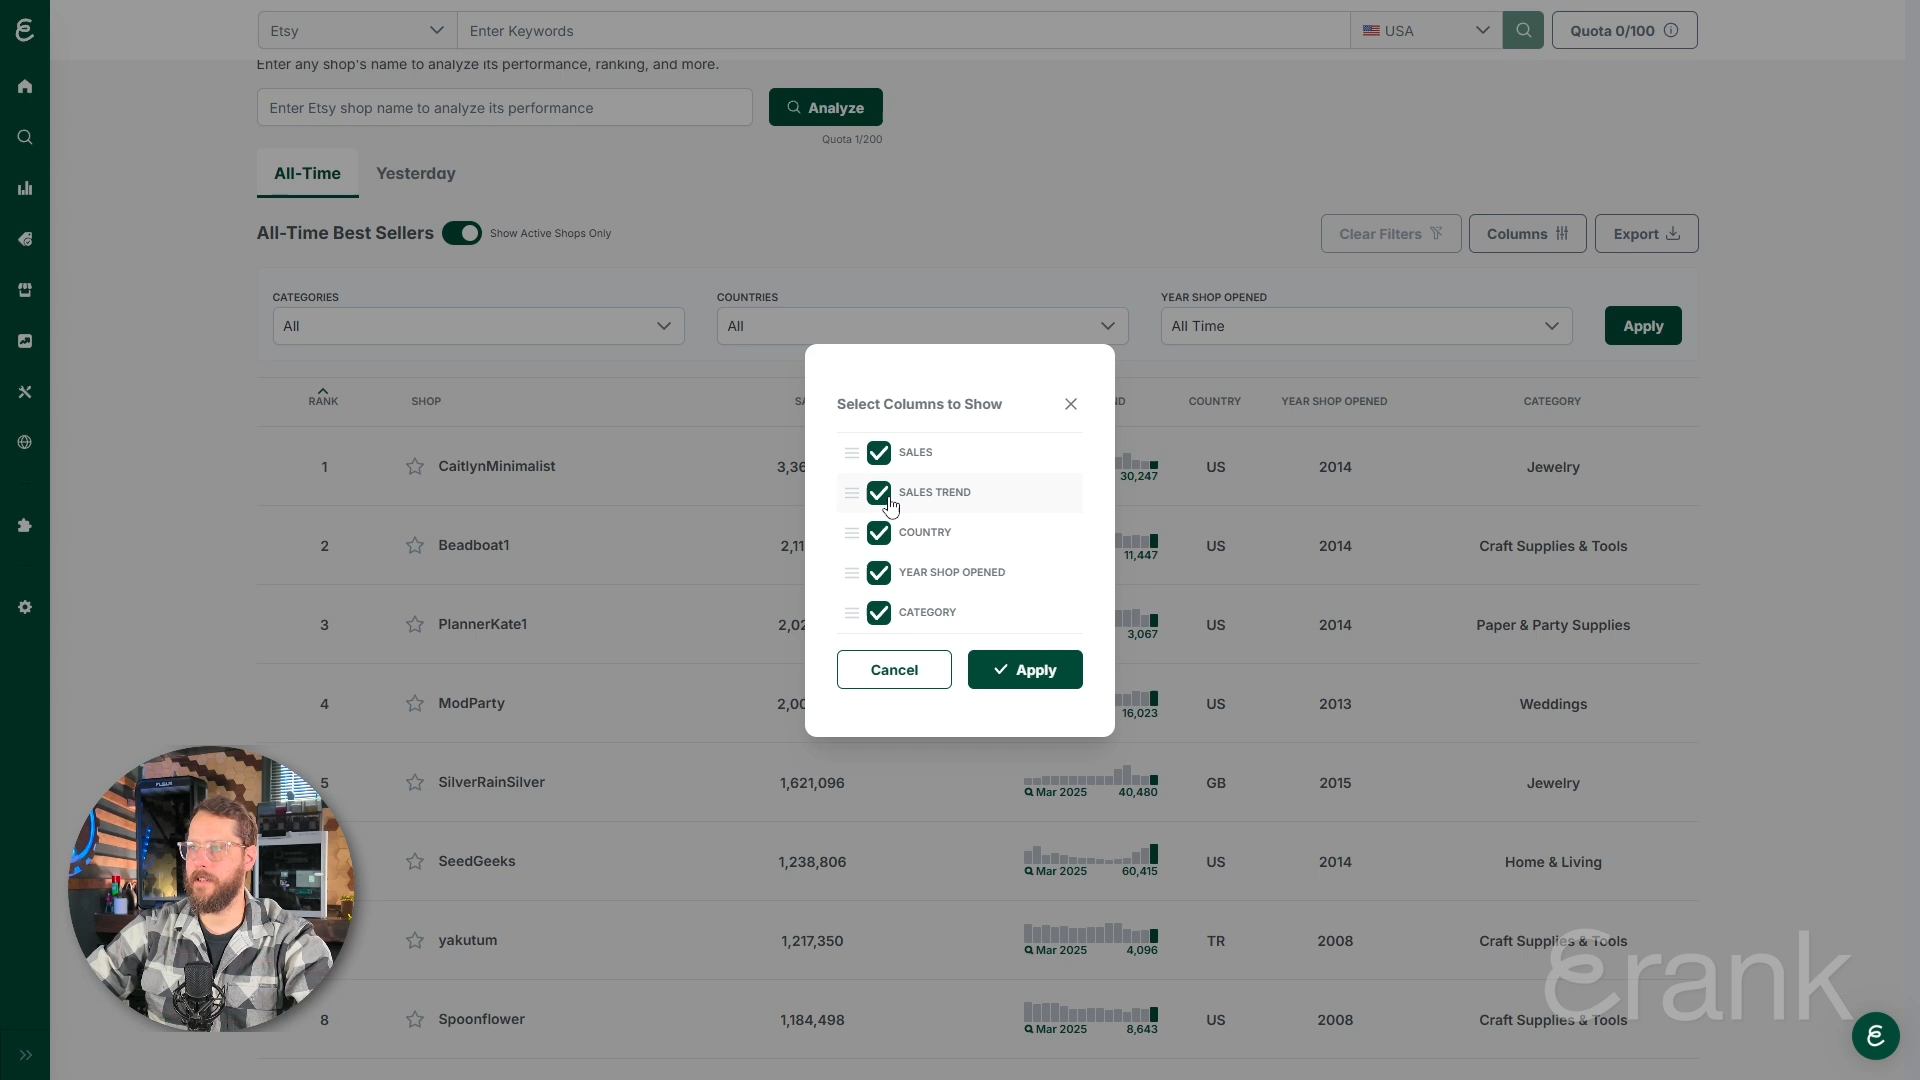 Etsy
Enter Keywords
USA
Quota 0/100
Enter any shop's name to analyze its performance, ranking, and more.
Enter Etsy shop name to analyze its performance
Analyze
Quota 1/200
All-Time
Yesterday
All-Time Best Sellers
Show Active Shops Only
Clear Filters
Columns
Export
CATEGORIES
COUNTRIES
YEAR SHOP OPENED
All
All
All Time
Apply
Select Columns to Show
SALES
SALES TREND
COUNTRY
YEAR SHOP OPENED
CATEGORY
Cancel
Apply
RANK
SHOP
COUNTRY
YEAR SHOP OPENED
CATEGORY
1
CaitlynMinimalist
3,36
30,247
US
2014
Jewelry
2
Beadboat1
2,11
11,447
US
2014
Craft Supplies & Tools
3
PlannerKate1
2,02
3,067
US
2014
Paper & Party Supplies
4
ModParty
2,00
16,023
US
2013
Weddings
5
SilverRainSilver
1,621,096
Mar 2025
40,480
GB
2015
Jewelry
SeedGeeks
1,238,806
Mar 2025
60,415
US
2014
Home & Living
yakutum
1,217,350
Mar 2025
4,096
TR
2008
Craft Supplies & Tools
8
Spoonflower
1,184,498
Mar 2025
8,643
US
2008
Craft Supplies & Tools
erank